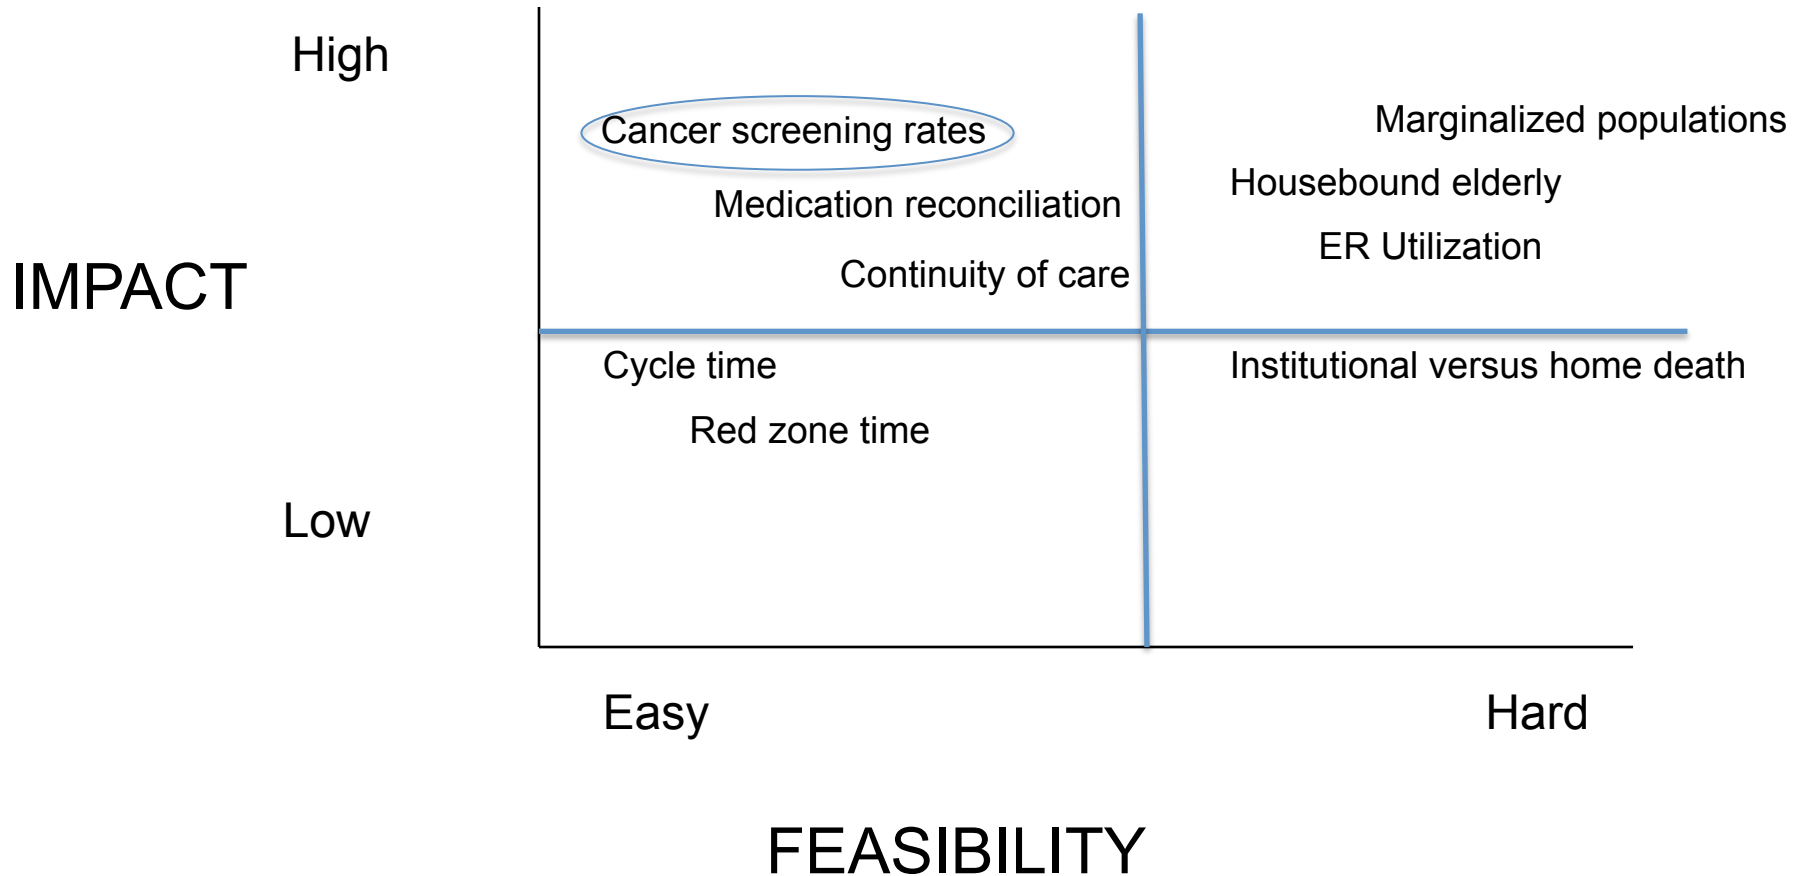 High
Cancer screening rates
Marginalized populations
Medication reconciliation
Housebound elderly
ER Utilization
IMPACT
Continuity of care
Cycle time
Institutional versus home death
Red zone time
Low
Easy
Hard
FEASIBILITY